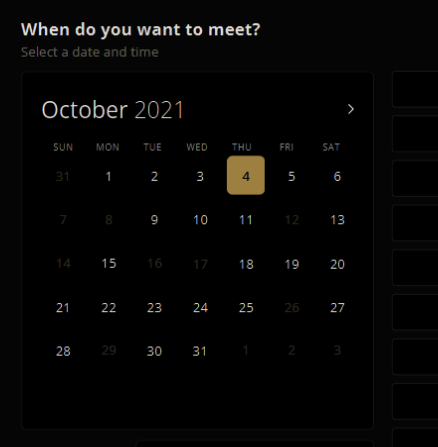 When do you want to meet?
Select a date and time
October 2021
SUN MON TUE WED THU FRI SAT
31 1 2 3 4 5 6
7 8 9 10 11 12 13
14 15 16 17 18 19 20
21 22 23 24 25 26 27
28 29 30 31 1 2 3